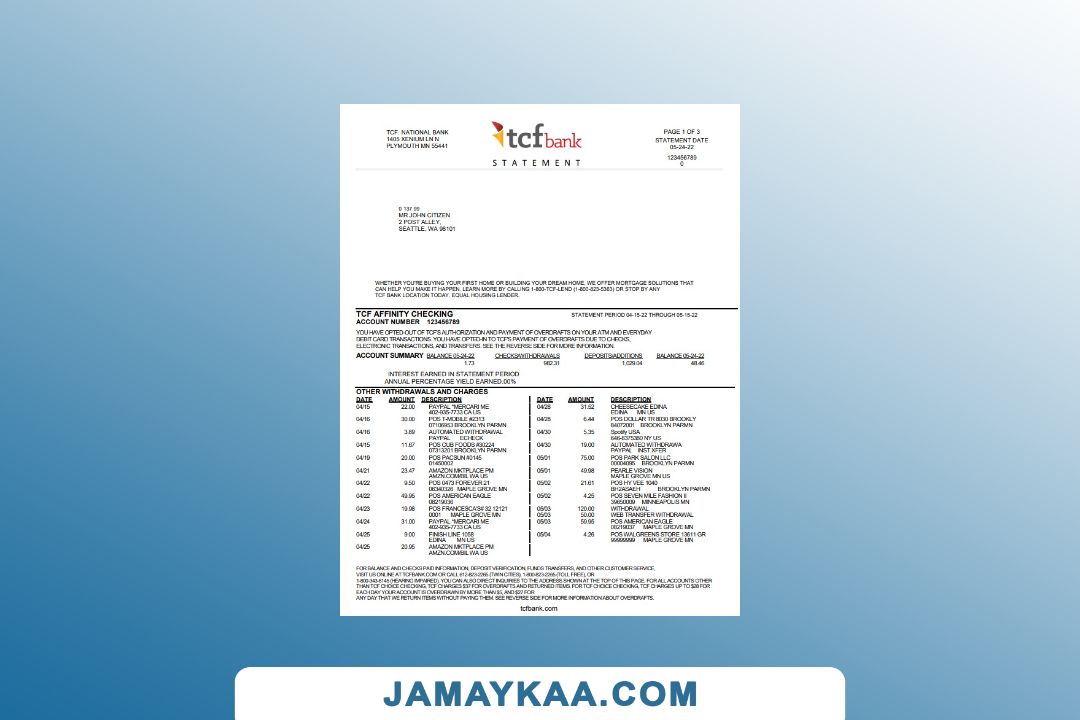 TCF NATIONAL BANK
1405 XENIUM LN N
PLYMOUTH MN 55441
tcfbank
STATEMENT
PAGE 1 OF 3
STATEMENT DATE
05-24-22
123456789
0
0 137 99
MR JOHN CITIZEN
2 POST ALLEY,
SEATTLE, WA 98101
WHETHER YOU'RE BUYING YOUR FIRST HOME OR BUILDING YOUR DREAM HOME. WE OFFER MORTGAGE SOLUTIONS THAT
CAN HELP YOU MAKE IT HAPPEN. LEARN MORE BY CALLING 1-800-TCF-LEND (1-800-823-5363) OR STOP BY ANY
TCF BANK LOCATION TODAY. EQUAL HOUSING LENDER.
TCF AFFINITY CHECKING STATEMENT PERIOD 04-15-22 THROUGH 05-15-22
ACCOUNT NUMBER 123456789
YOU HAVE OPTED-OUT OF TCF'S AUTHORIZATION AND PAYMENT OF OVERDRAFTS ON YOUR ATM AND EVERYDAY
DEBIT CARD TRANSACTIONS. YOU HAVE OPTED-IN TO TCF'S PAYMENT OF OVERDRAFTS DUE TO CHECKS,
ELECTRONIC TRANSACTIONS, AND TRANSFERS. SEE THE REVERSE SIDE FOR MORE INFORMATION.
ACCOUNT SUMMARY BALANCE 05-24-22 CHECKS/WITHDRAWALS DEPOSITS/ADDITIONS BALANCE 05-24-22
1.73 982.31 1,029.04 48.46
INTEREST EARNED IN STATEMENT PERIOD
ANNUAL PERCENTAGE YIELD EARNED.00%
OTHER WITHDRAWALS AND CHARGES
DATE AMOUNT DESCRIPTION
04/15 22.00 PAYPAL *MERCARI ME
402-935-7733 CA US
04/16 30.00 POS T-MOBILE #2313
07106953 BROOKLYN PARMN
04/16 3.89 AUTOMATED WITHDRAWAL
PAYPAL ECHECK
04/15 11.67 POS CUB FOODS #30224
07313201 BROOKLYN PARMN
04/19 20.00 POS PACSUN #0145
01450002
04/21 23.47 AMAZON MKTPLACE PM
AMZN.COM/BIL WA US
04/22 9.50 POS 0473 FOREVER 21
06340326 MAPLE GROVE MN
04/22 49.95 POS AMERICAN EAGLE
08219036
04/23 19.98 POS FRANCESCA'S# 32 12121
0001 MAPLE GROVE MN
04/24 31.00 PAYPAL *MERCARI ME
402-935-7733 CA US
04/25 9.00 FINISH LINE 1058
EDINA MN US
04/25 20.95 AMAZON MKTPLACE PM
AMZN.COM/BIL WA US
DATE AMOUNT DESCRIPTION
04/28 31.52 CHEESECAKE EDINA
EDINA MN US
04/28 6.44 POS DOLLAR TR 8030 BROOKLY
84072001 BROOKLYN PARMN
04/30 5.35 Spotify USA
646-8375380 NY US
04/30 19.00 AUTOMATED WITHDRAWA
PAYPAL INST XFER
05/01 75.00 POS PARK SALON LLC
00004095 BROOKLYN PARMN
05/01 49.98 PEARLE VISION
MAPLE GROVE MN US
05/02 21.61 POS HY VEE 1040
BROOKLYN PARMN
05/02 4.25 POS SEVEN MILE FASHION II
39650009 MINNEAPOLIS MN
05/03 120.00 WITHDRAWAL
05/03 50.00 WEB TRANSFER WITHDRAWAL
05/03 59.95 POS AMERICAN EAGLE
00219037 MAPLE GROVE MN
05/04 4.26 POS WALGREENS STORE 13611 GR
99999999 MAPLE GROVE MN
FOR BALANCE AND CHECKS PAID INFORMATION, DEPOSIT VERIFICATION, FUNDS TRANSFERS, AND OTHER CUSTOMER SERVICE,
VISIT US ONLINE AT TCFBANK.COM OR CALL 612-823-2265 (TWIN CITIES), 1-800-823-2265 (TOLL FREE), OR
1-800-343-6145 (HEARING IMPAIRED). YOU CAN ALSO DIRECT INQUIRIES TO THE ADDRESS SHOWN AT THE TOP OF THIS PAGE. FOR ALL ACCOUNTS OTHER
THAN TCF CHOICE CHECKING, TCF CHARGES $37 FOR OVERDRAFTS AND RETURNED ITEMS. FOR TCF CHOICE CHECKING, TCF CHARGES UP TO $28 FOR
EACH DAY YOUR ACCOUNT IS OVERDRAWN BY MORE THAN $5, AND $27 FOR
ANY DAY THAT WE RETURN ITEMS WITHOUT PAYING THEM. SEE REVERSE SIDE FOR MORE INFORMATION ABOUT OVERDRAFTS.
tcfbank.com
JAMAYKAA.COM